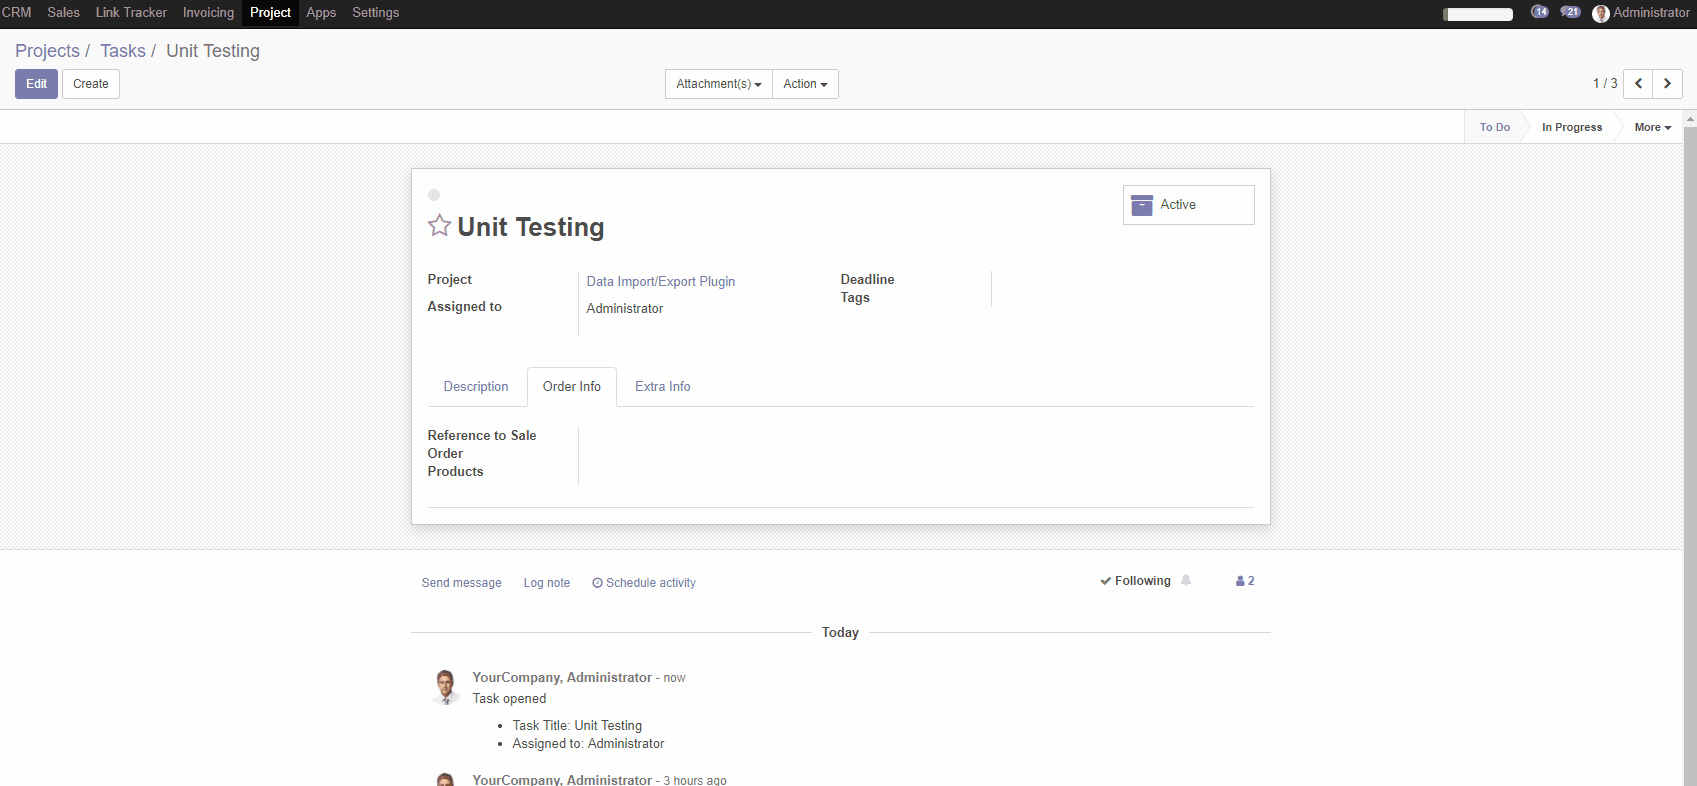 CRM Sales Link Tracker Invoicing Project Apps Settings 14 21 Administrator
Projects / Tasks / Unit Testing
Edit Create Attachment(s) Action 1 / 3
To Do In Progress More
Active
Unit Testing
Project Data Import/Export Plugin Deadline
Tags
Assigned to Administrator
Description Order Info Extra Info
Reference to Sale
Order
Products
Send message Log note Schedule activity Following 2
Today
YourCompany, Administrator - now
Task opened
• Task Title: Unit Testing
• Assigned to: Administrator
YourCompany, Administrator - 3 hours ago